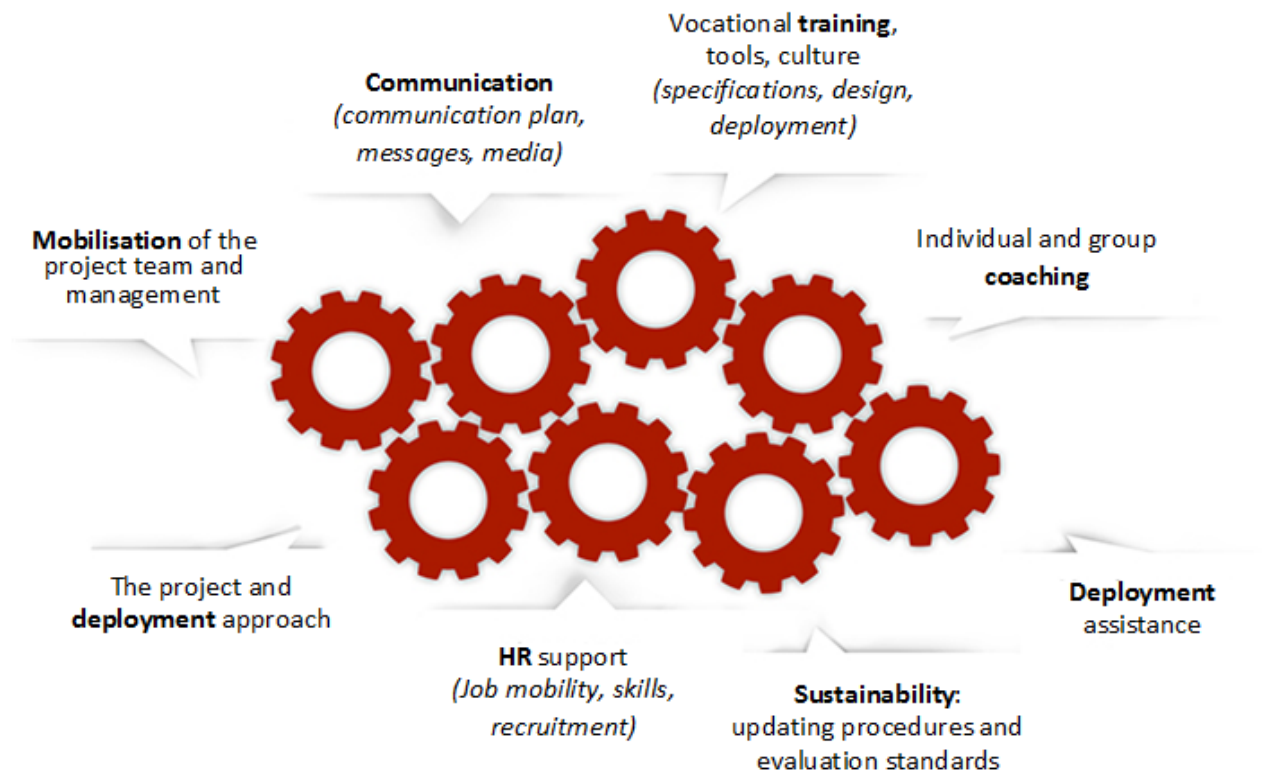 Vocational training,
tools, culture
(specifications, design,
deployment)
Communication
(communication plan,
messages, media)
Mobilisation of the
project team and
management
Individual and group
coaching
The project and
deployment approach
Deployment
assistance
HR support
(Job mobility, skills,
recruitment)
Sustainability:
updating procedures and
evaluation standards